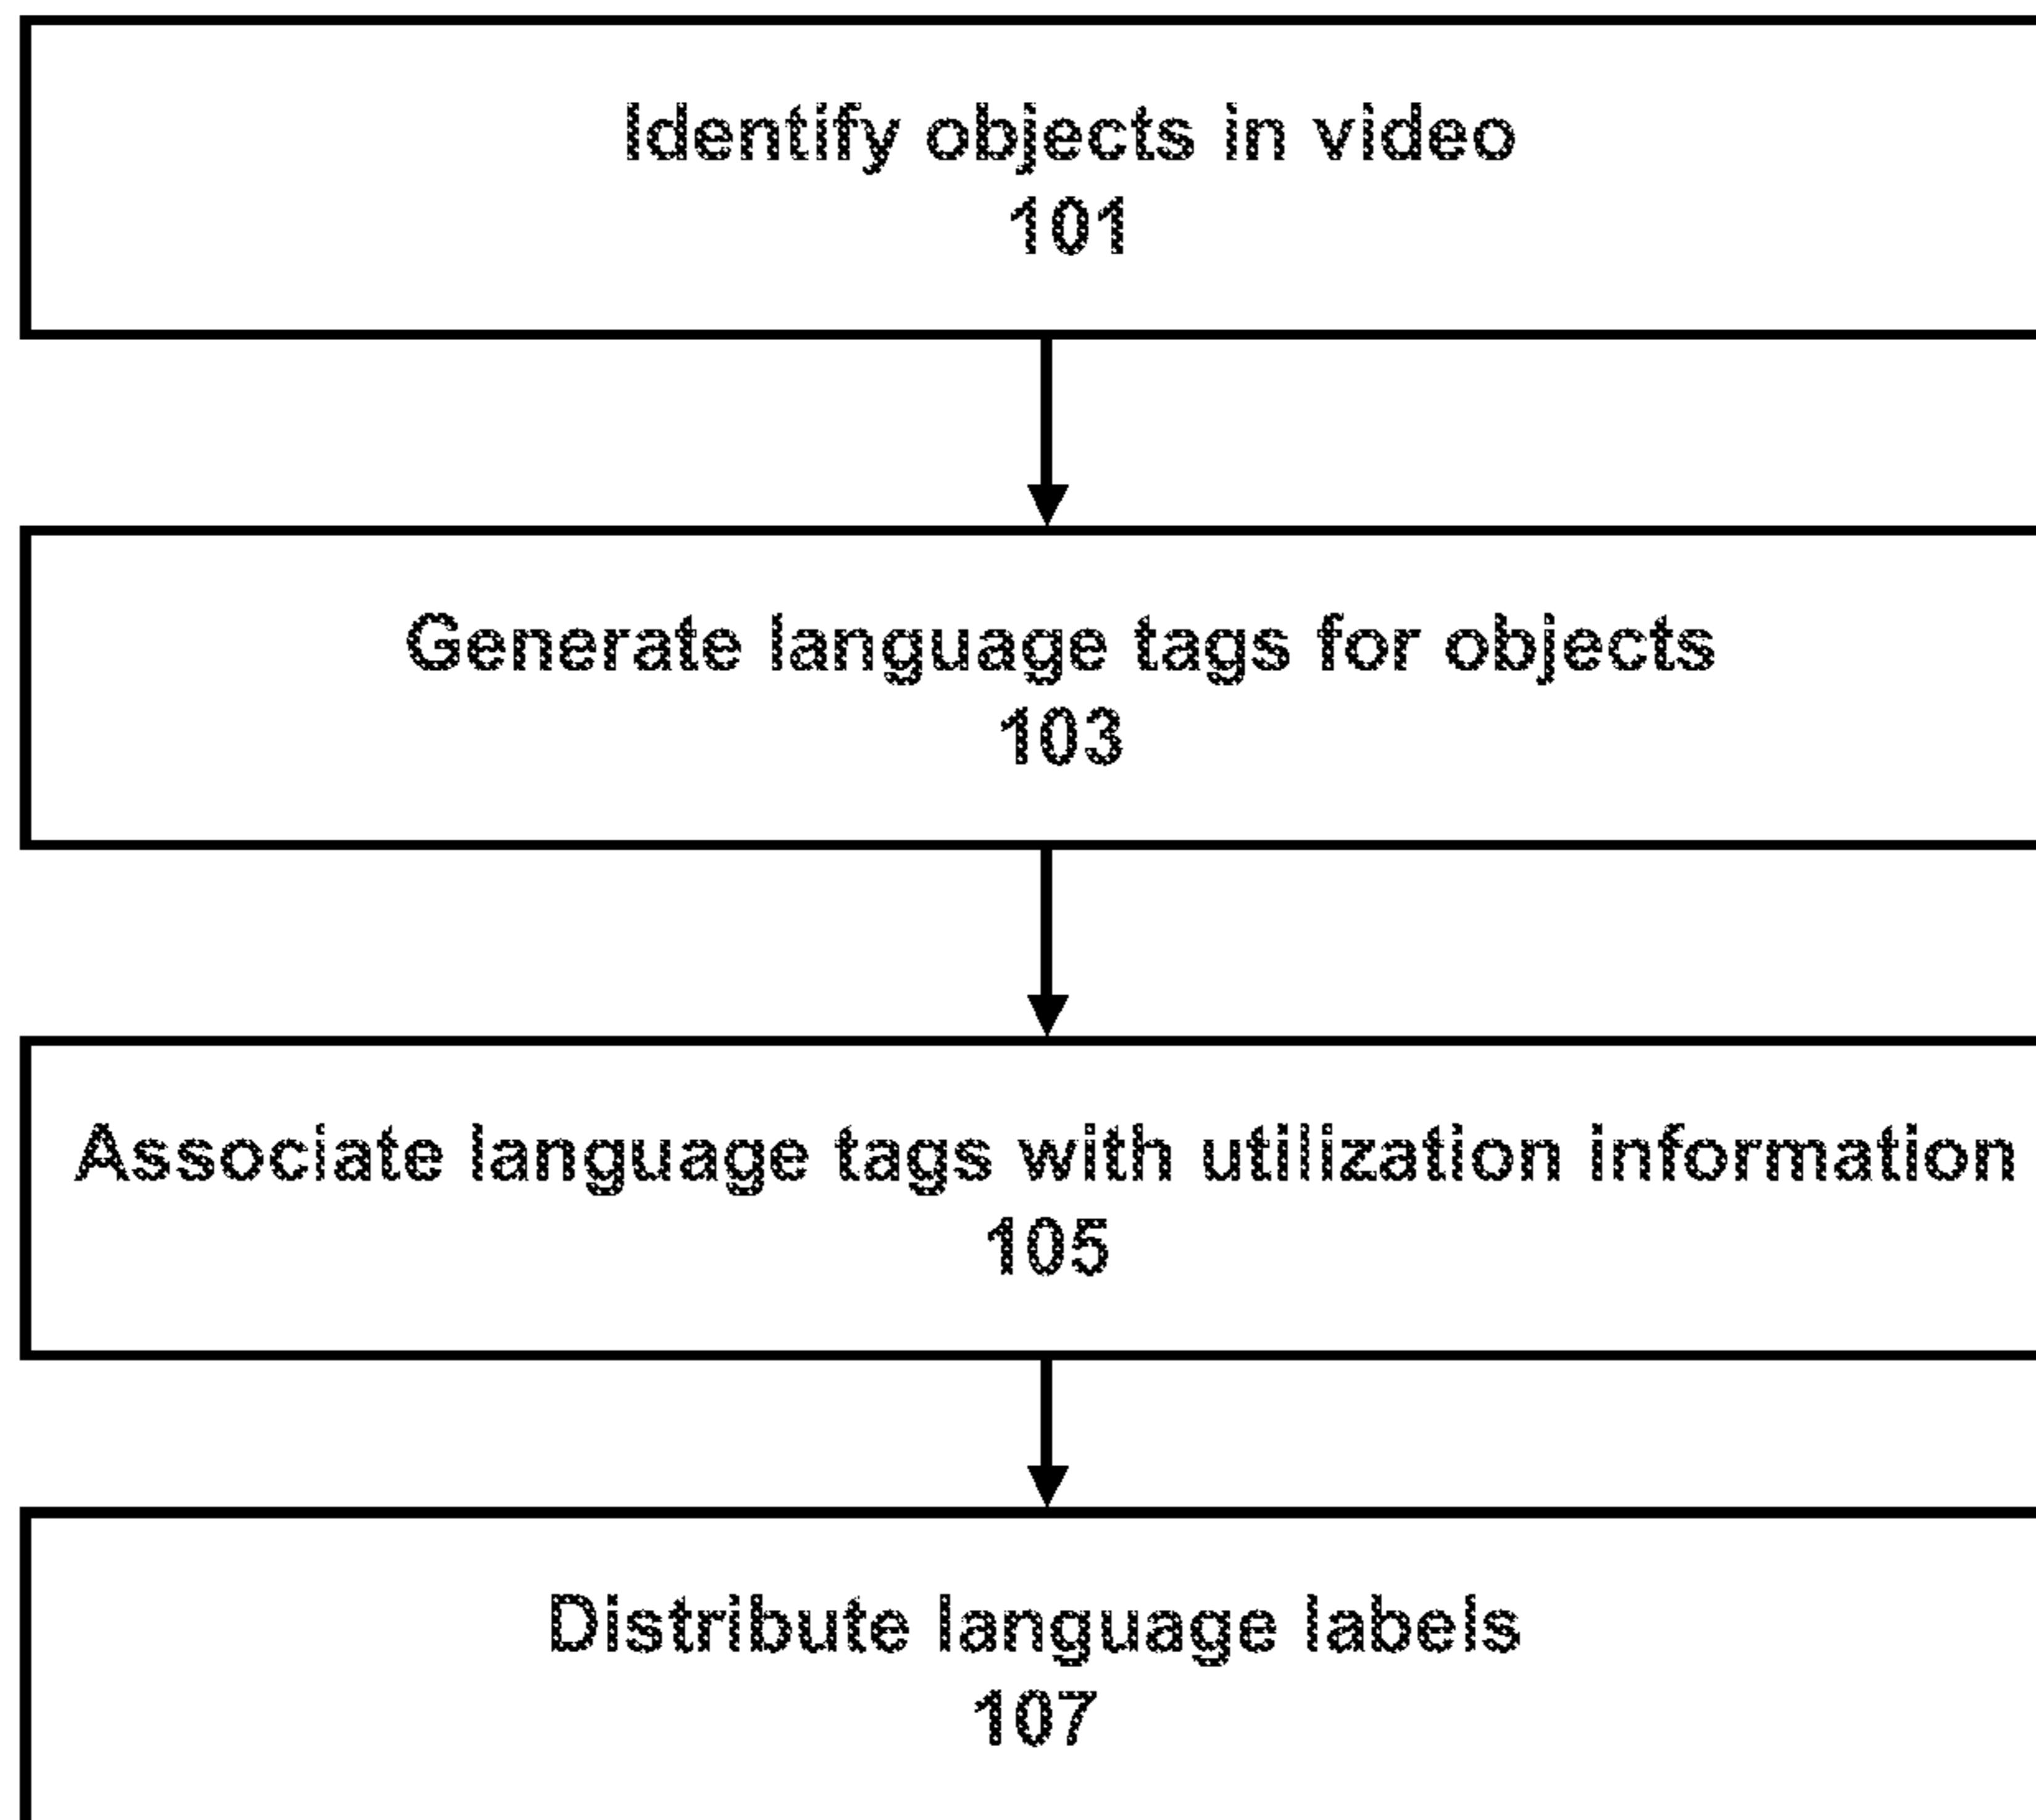 Identify objects in video
101
Generate language tags for objects
103
Associate language tags with utilization information
105
Distribute language labels
107